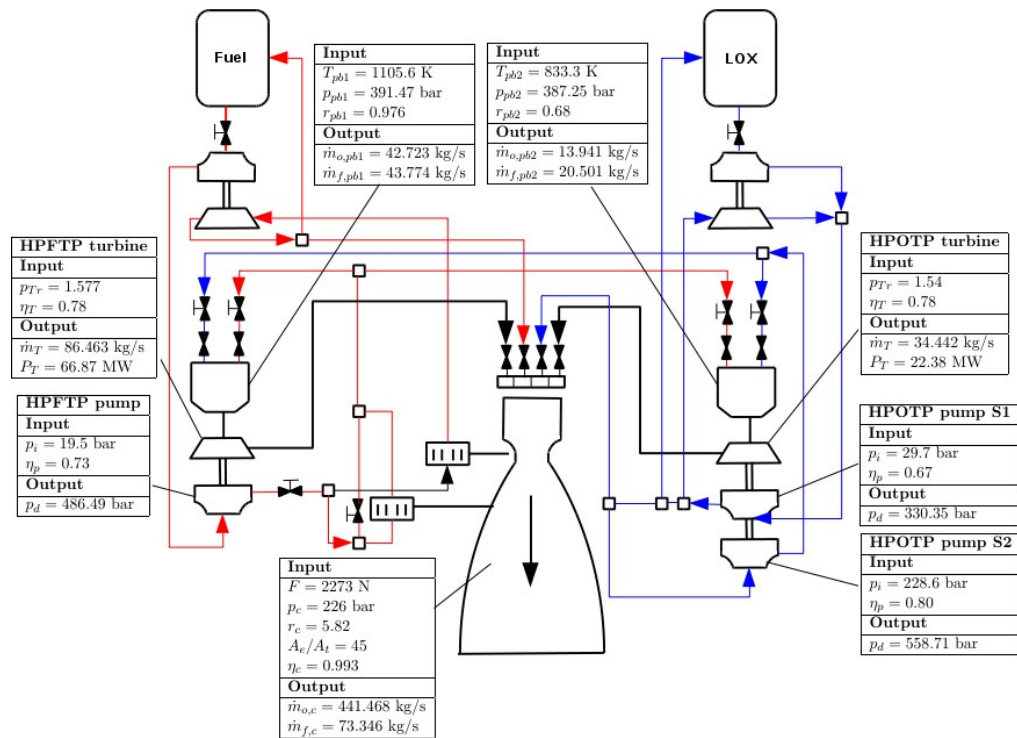 Fuel
LOX
Input
T_{pb1} = 1105.6 K
p_{pb1} = 391.47 bar
r_{pb1} = 0.976
Output
ṁ_{o,pb1} = 42.723 kg/s
ṁ_{f,pb1} = 43.774 kg/s
Input
T_{pb2} = 833.3 K
p_{pb2} = 387.25 bar
r_{pb2} = 0.68
Output
ṁ_{o,pb2} = 13.941 kg/s
ṁ_{f,pb2} = 20.501 kg/s
HPFTP turbine
Input
p_{Tr} = 1.577
η_T = 0.78
Output
ṁ_T = 86.463 kg/s
P_T = 66.87 MW
HPFTP pump
Input
p_i = 19.5 bar
η_p = 0.73
Output
p_d = 486.49 bar
HPOTP turbine
Input
p_{Tr} = 1.54
η_T = 0.78
Output
ṁ_T = 34.442 kg/s
P_T = 22.38 MW
HPOTP pump S1
Input
p_i = 29.7 bar
η_p = 0.67
Output
p_d = 330.35 bar
HPOTP pump S2
Input
p_i = 228.6 bar
η_p = 0.80
Output
p_d = 558.71 bar
Input
F = 2273 N
p_c = 226 bar
r_c = 5.82
A_e/A_t = 45
η_c = 0.993
Output
ṁ_{o,c} = 441.468 kg/s
ṁ_{f,c} = 73.346 kg/s